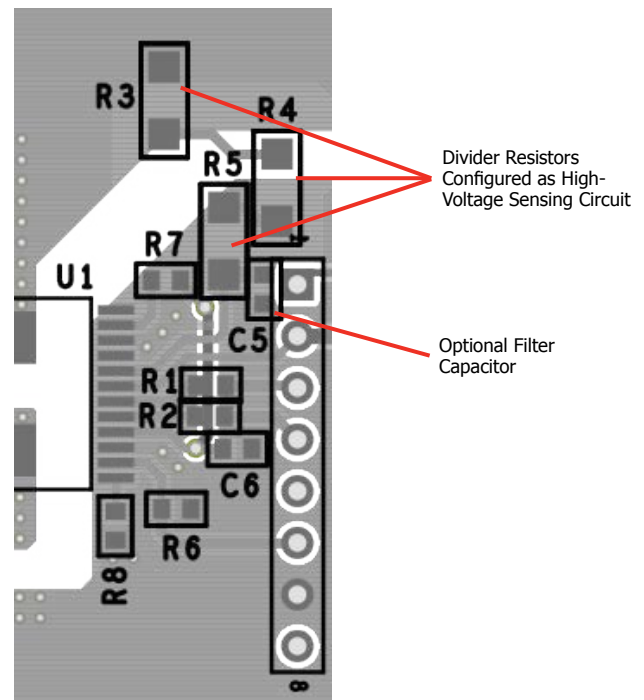 R3
R4
Divider Resistors
Configured as High-
Voltage Sensing Circuit
R5
1
R7
U1
C5
Optional Filter
Capacitor
R1
R2
C6
R6
R8
8